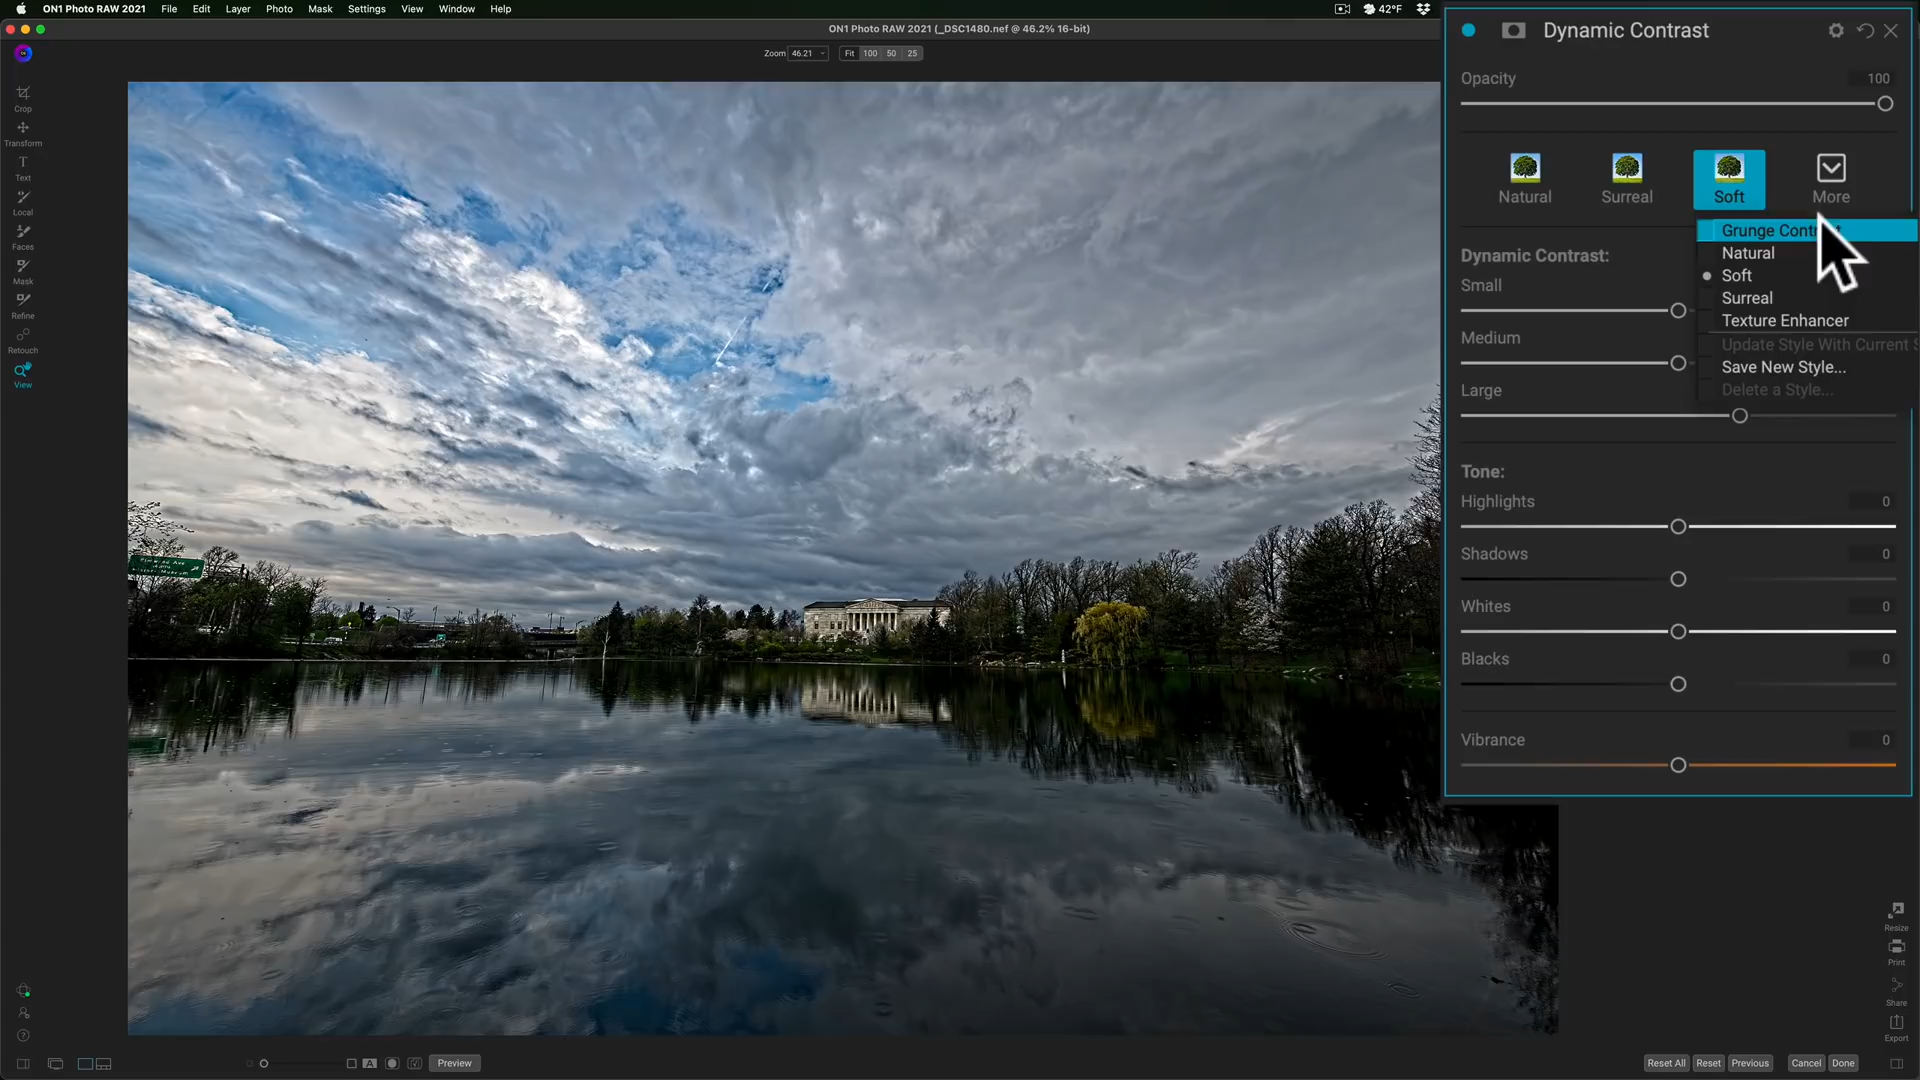 ON1 Photo RAW 2021 File Edit Layer Photo Mask Settings View Window Help
42°F
ON1 Photo RAW 2021 (_DSC1480.nef @ 46.2% 16-bit)
Zoom 46.21 Fit 100 50 25
Crop
Transform
Text
Local
Faces
Mask
Refine
Retouch
View
Dynamic Contrast
Opacity 100
Natural Surreal Soft More
Grunge Cont
Natural
Soft
Surreal
Texture Enhancer
Update Style With Current S
Save New Style...
Delete a Style...
Dynamic Contrast:
Small
Medium
Large
Tone:
Highlights 0
Shadows 0
Whites 0
Blacks 0
Vibrance 0
Resize
Print
Share
Export
A Preview
Reset All Reset Previous Cancel Done